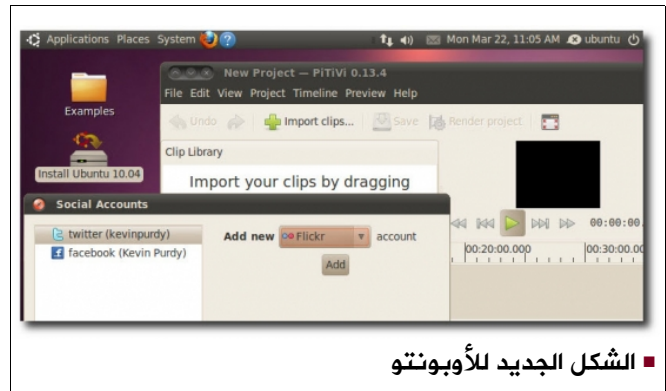 Applications Places System
Mon Mar 22, 11:05 AM ubuntu
Examples
Install Ubuntu 10.04
New Project — PiTiVi 0.13.4
File Edit View Project Timeline Preview Help
Undo Import clips... Save Render project
Clip Library
Import your clips by dragging
00:00:00.
00:20:00.000 00:30:00.00
Social Accounts
twitter (kevinpurdy)
facebook (Kevin Purdy)
Add new Flickr account
Add
الشكل الجديد للأوبونتو